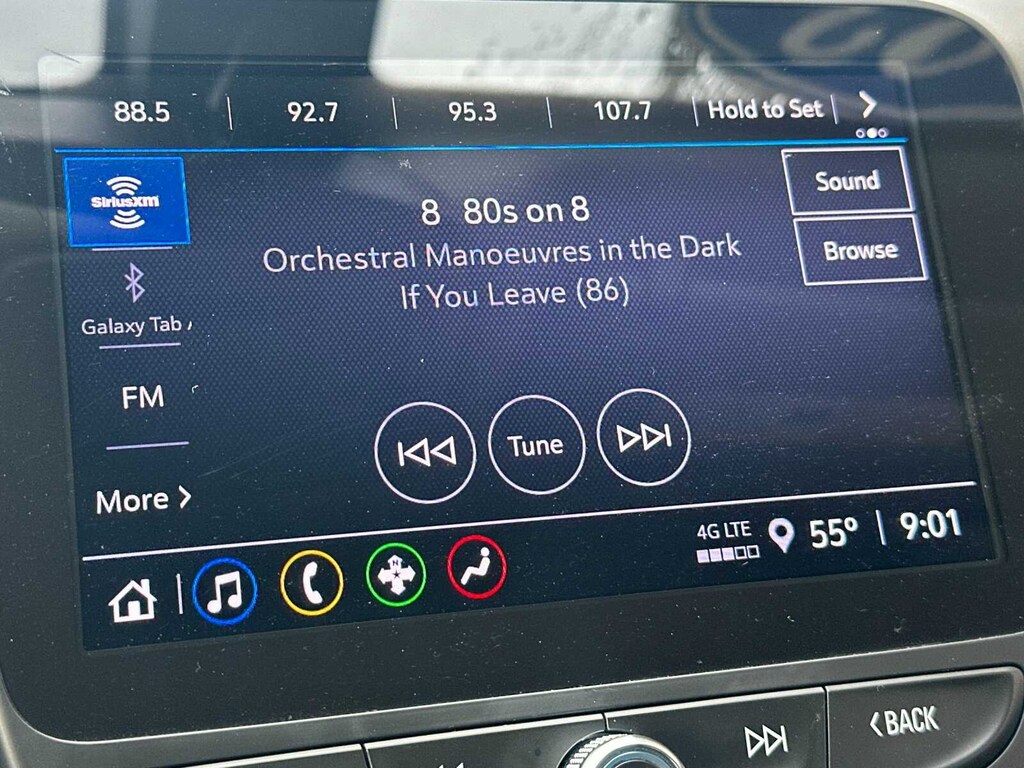 88.5 92.7 95.3 107.7 Hold to Set >
SiriusXM
8 80s on 8
Orchestral Manoeuvres in the Dark
If You Leave (86)
Sound
Browse
Galaxy Tab
FM
More >
Tune
4G LTE
55° 9:01
N
<BACK